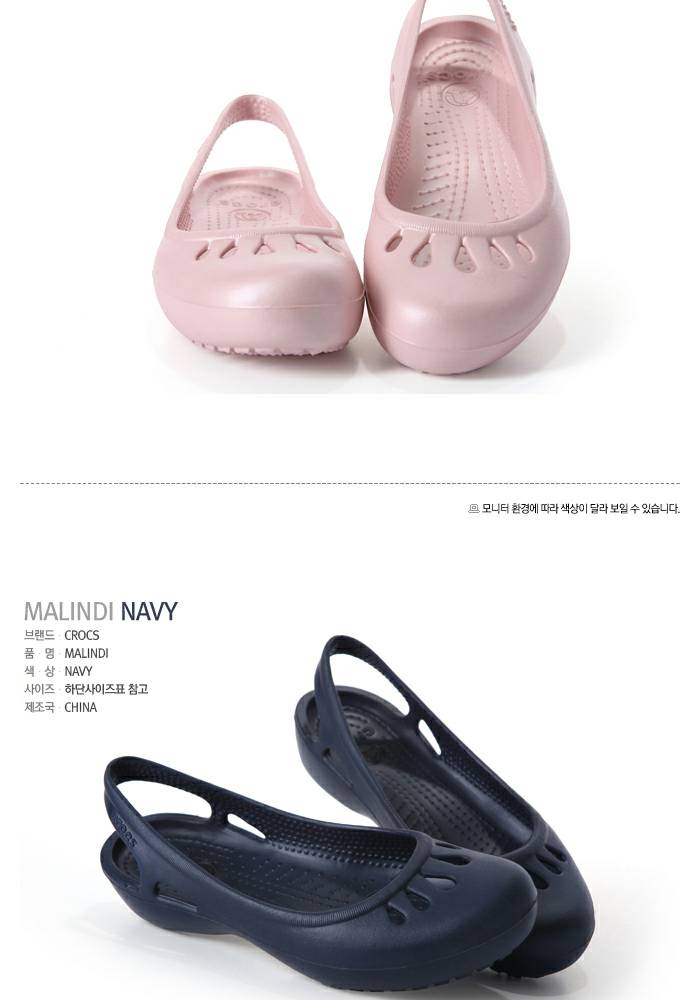 모니터 환경에 따라 색상이 달라 보일 수 있습니다.
MALINDI NAVY
브랜드 · CROCS
품 · 명 · MALINDI
색 · 상 · NAVY
사이즈 · 하단사이즈표 참고
제조국 · CHINA
crocs